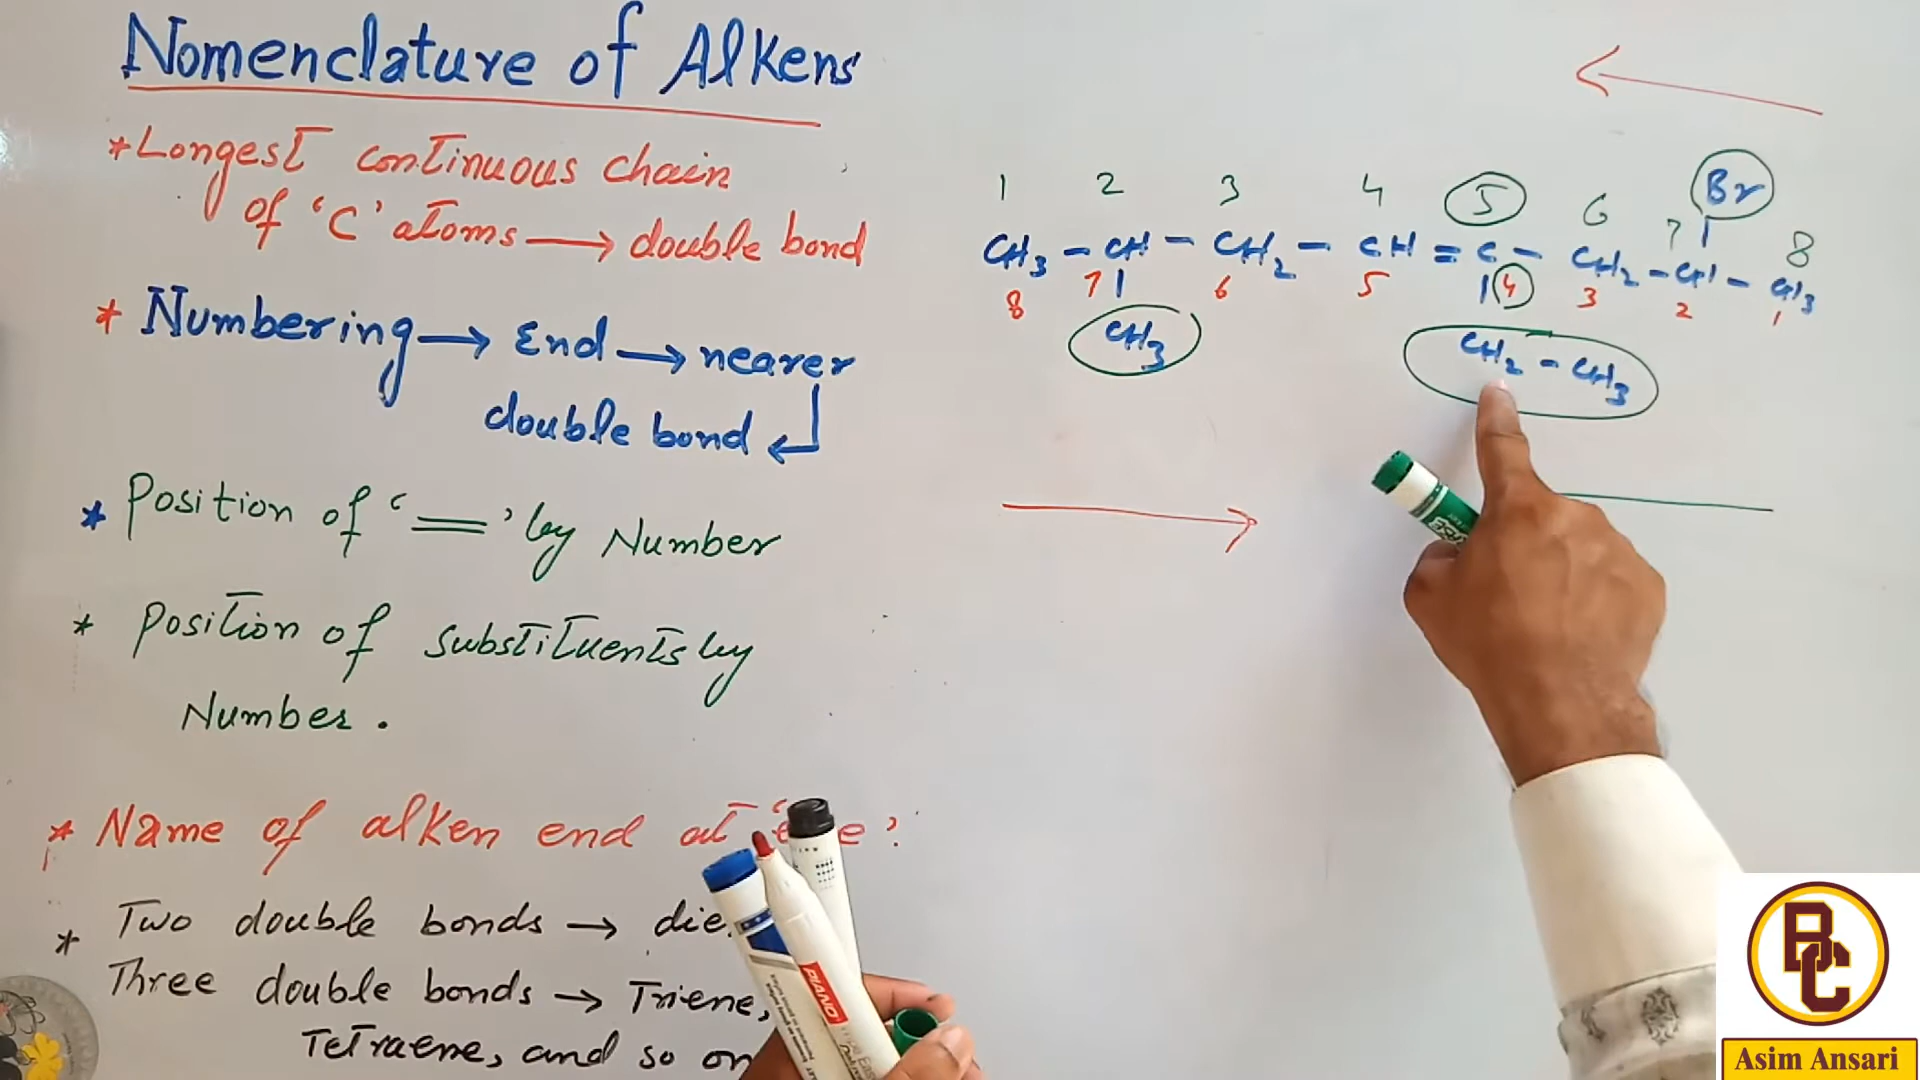 Nomenclature of Alkens
*Longest continuous chain
of 'C' atoms → double bond
* Numbering → End → nearer
double bond
* Position of '=' by Number
* Position of substituents by
Number.
* Name of alken end at
* Two double bonds →
Three double bonds → Triene,
Tetraene, and so on
Br
1 2 3 4 5 6 7 8
CH3 - CH - CH2 - CH = C - CH2 - CH - CH3
8 7 6 5 4 3 2 1
CH3
CH2 - CH3
PIANO
BC
Asim Ansari